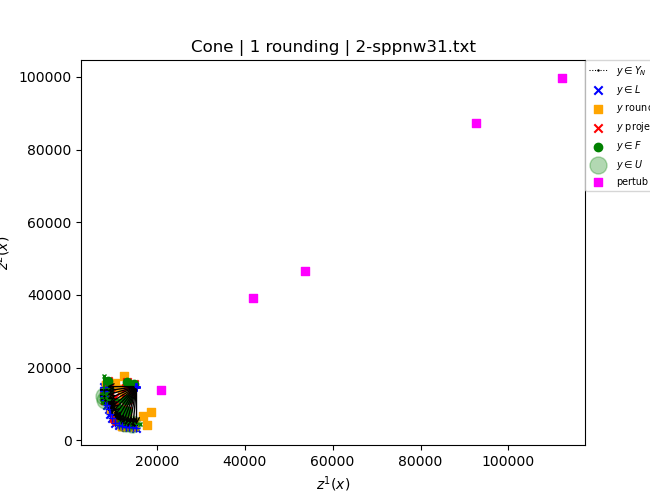 Cone | 1 rounding | 2-sppnw31.txt
100000
80000
60000
40000
20000
0
20000
40000
60000
80000
100000
z¹(x)
z²(x)
y ∈ Y_N
y ∈ L
y roun
y proje
y ∈ F
y ∈ U
pertub